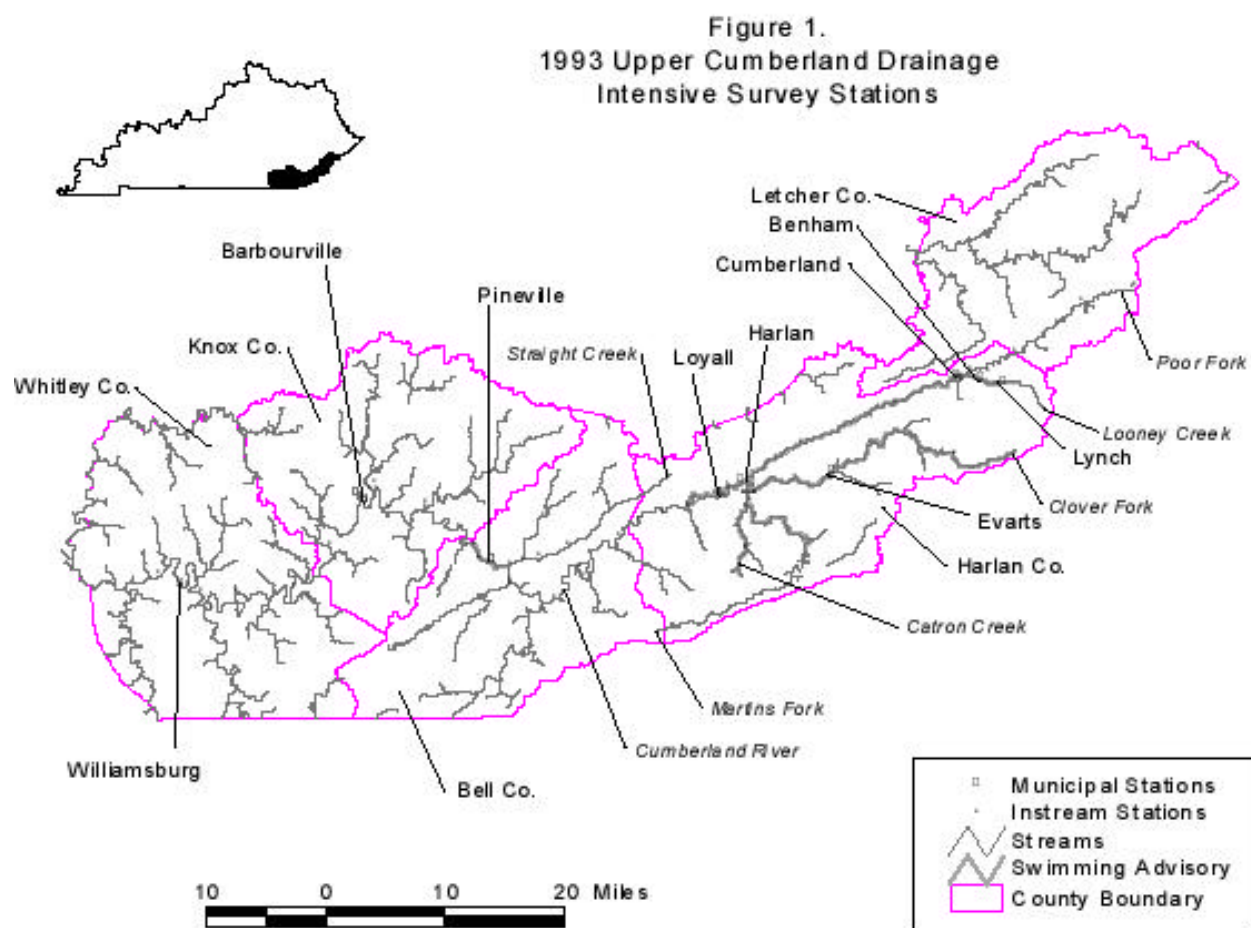 Figure 1.
1993 Upper Cumberland Drainage
Intensive Survey Stations
Letcher Co.
Benham
Cumberland
Barbourville
Pineville
Harlan
Knox Co.
Straight Creek
Loyall
Poor Fork
Whitley Co.
Looney Creek
Lynch
Clover Fork
Evarts
Harlan Co.
Catron Creek
Martins Fork
Cumberland River
Williamsburg
Bell Co.
Municipal Stations
Instream Stations
Streams
Swimming Advisory
County Boundary
10 0 10 20 Miles